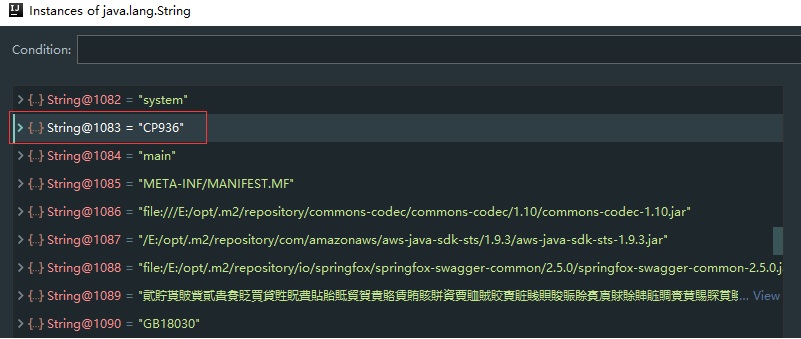 Instances of java.lang.String
Condition:
{..} String@1082 = "system"
{..} String@1083 = "CP936"
{..} String@1084 = "main"
{..} String@1085 = "META-INF/MANIFEST.MF"
{..} String@1086 = "file:///E:/opt/.m2/repository/commons-codec/commons-codec/1.10/commons-codec-1.10.jar"
{..} String@1087 = "/E:/opt/.m2/repository/com/amazonaws/aws-java-sdk-sts/1.9.3/aws-java-sdk-sts-1.9.3.jar"
{..} String@1088 = "file:/E:/opt/.m2/repository/io/springfox/springfox-swagger-common/2.5.0/springfox-swagger-common-2.5.0.j
{..} String@1089 = ... View
{..} String@1090 = "GB18030"